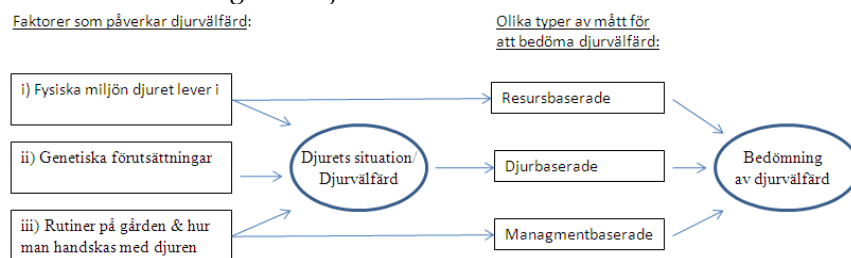 Faktorer som påverkar djurvälfärd:
Olika typer av mått för
att bedöma djurvälfärd:
i) Fysiska miljön djuret lever i
ii) Genetiska förutsättningar
iii) Rutiner på gården & hur
man handskas med djuren
Djurets situation/
Djurvälfärd
Resursbaserade
Djurbaserade
Managmentbaserade
Bedömning
av djurvälfärd